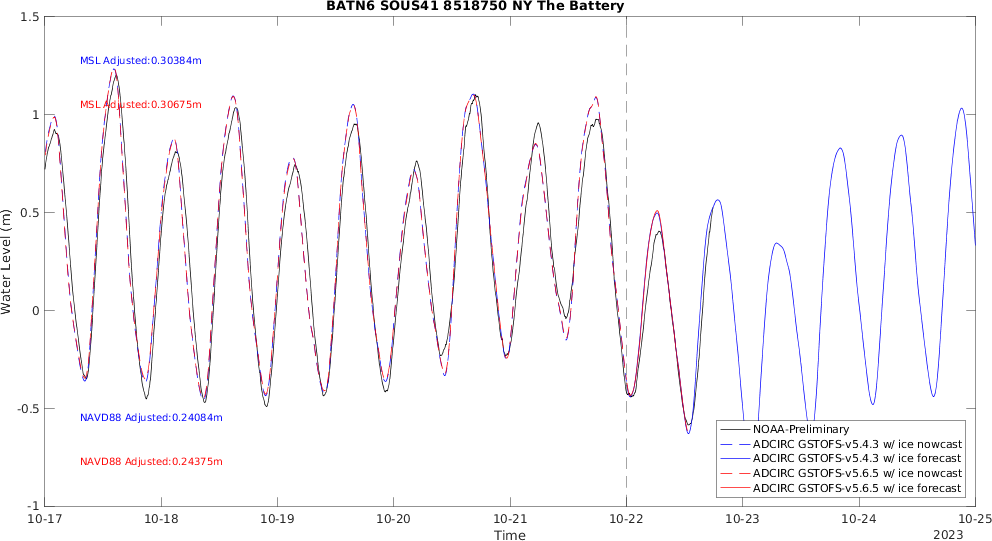 BATN6 SOUS41 8518750 NY The Battery
1.5
1
0.5
0
-0.5
-1
Water Level (m)
MSL Adjusted:0.30384m
MSL Adjusted:0.30675m
NAVD88 Adjusted:0.24084m
NAVD88 Adjusted:0.24375m
NOAA-Preliminary
ADCIRC GSTOFS-v5.4.3 w/ ice nowcast
ADCIRC GSTOFS-v5.4.3 w/ ice forecast
ADCIRC GSTOFS-v5.6.5 w/ ice nowcast
ADCIRC GSTOFS-v5.6.5 w/ ice forecast
10-17 10-18 10-19 10-20 10-21 10-22 10-23 10-24 10-25
Time
2023